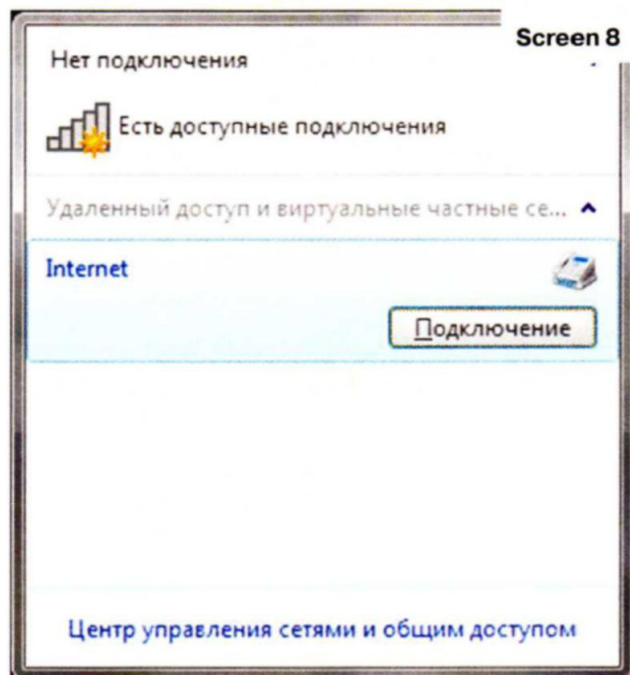 Screen 8
Нет подключения
Есть доступные подключения
Удаленный доступ и виртуальные частные се...
Internet
Подключение
Центр управления сетями и общим доступом